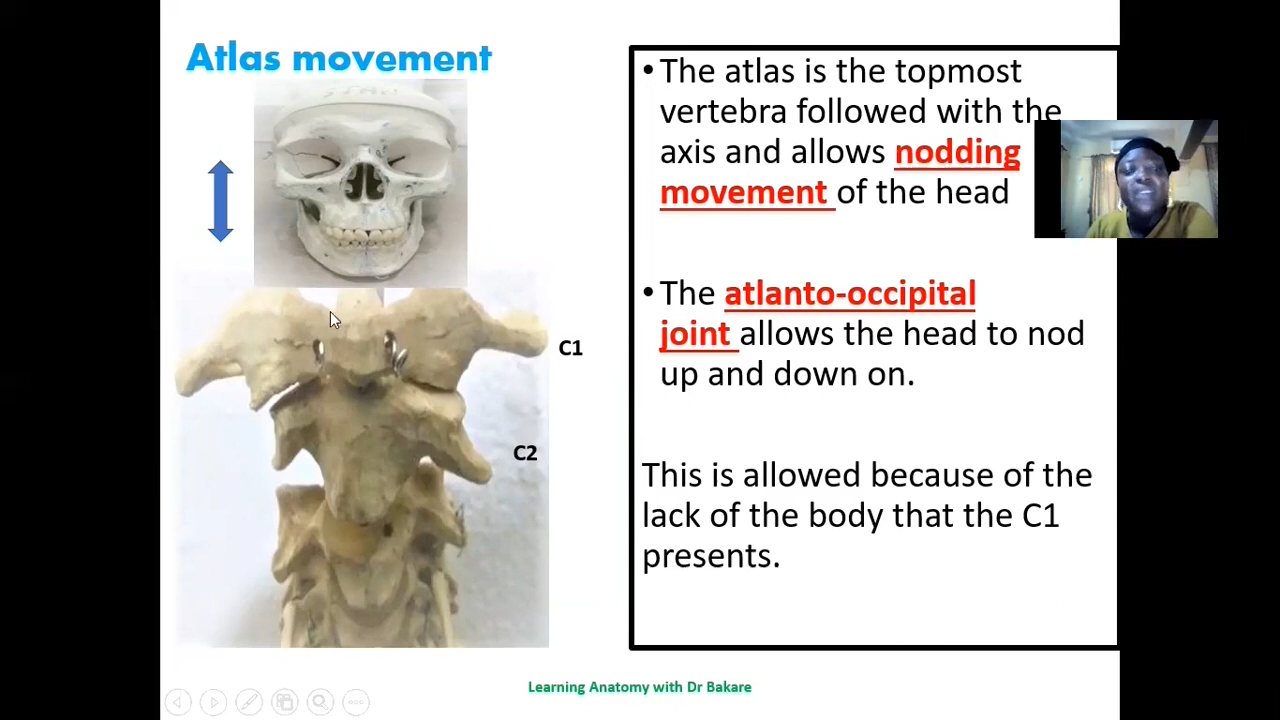 Atlas movement
• The atlas is the topmost
vertebra followed with the
axis and allows nodding
movement of the head
• The atlanto-occipital
joint allows the head to nod
up and down on.
This is allowed because of the
lack of the body that the C1
presents.
C1
C2
Learning Anatomy with Dr Bakare